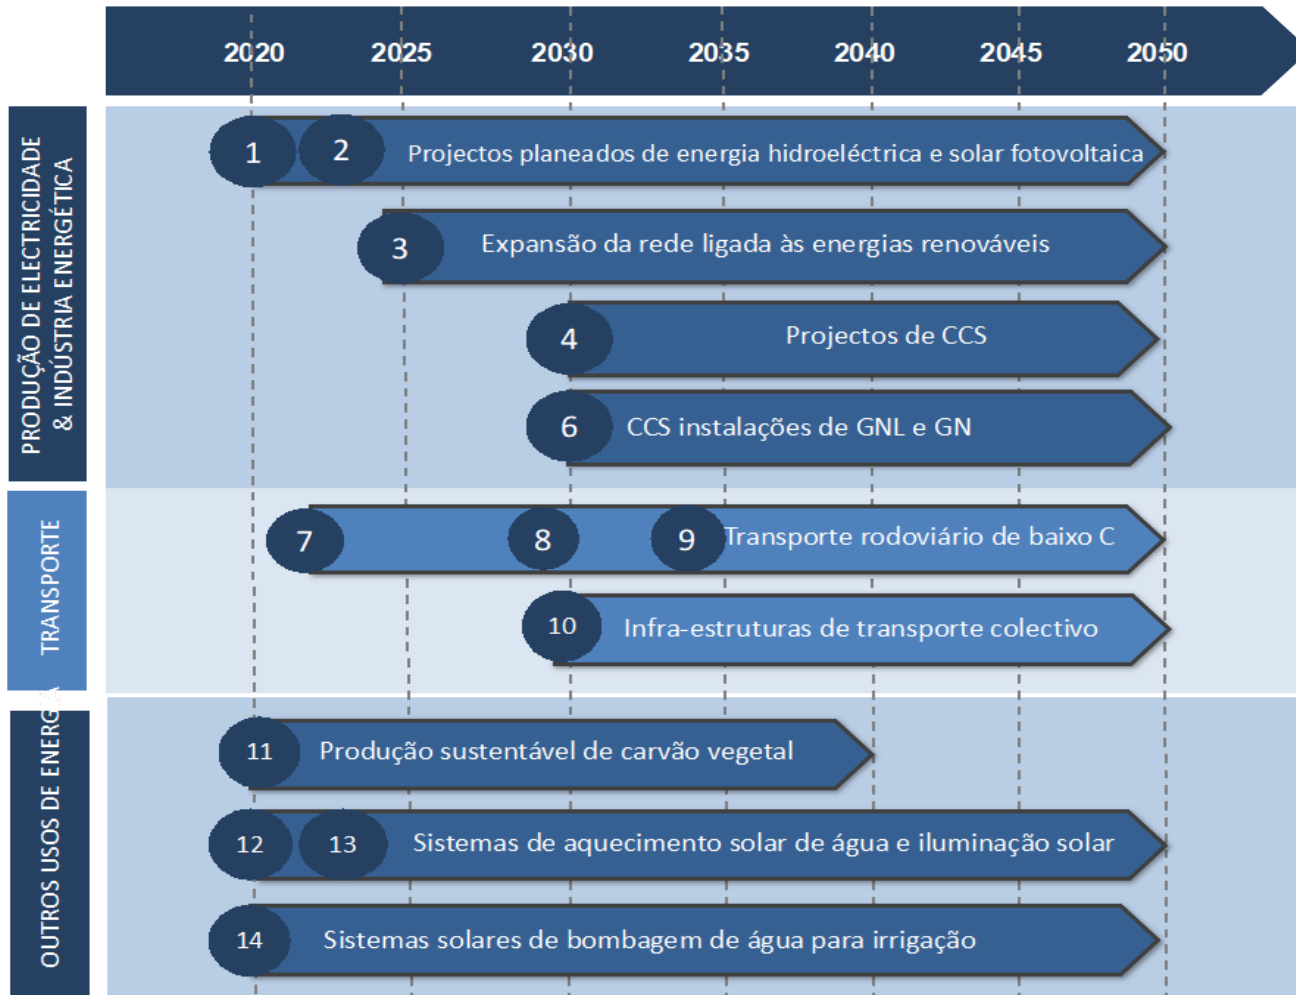 2020 2025 2030 2035 2040 2045 2050
PRODUÇÃO DE ELECTRICIDADE
& INDÚSTRIA ENERGÉTICA
1 2 Projectos planeados de energia hidroeléctrica e solar fotovoltaica
3 Expansão da rede ligada às energias renováveis
4 Projectos de CCS
6 CCS instalações de GNL e GN
TRANSPORTE
7 8 9 Transporte rodoviário de baixo C
10 Infra-estruturas de transporte colectivo
OUTROS USOS DE ENERGIA
11 Produção sustentável de carvão vegetal
12 13 Sistemas de aquecimento solar de água e iluminação solar
14 Sistemas solares de bombagem de água para irrigação